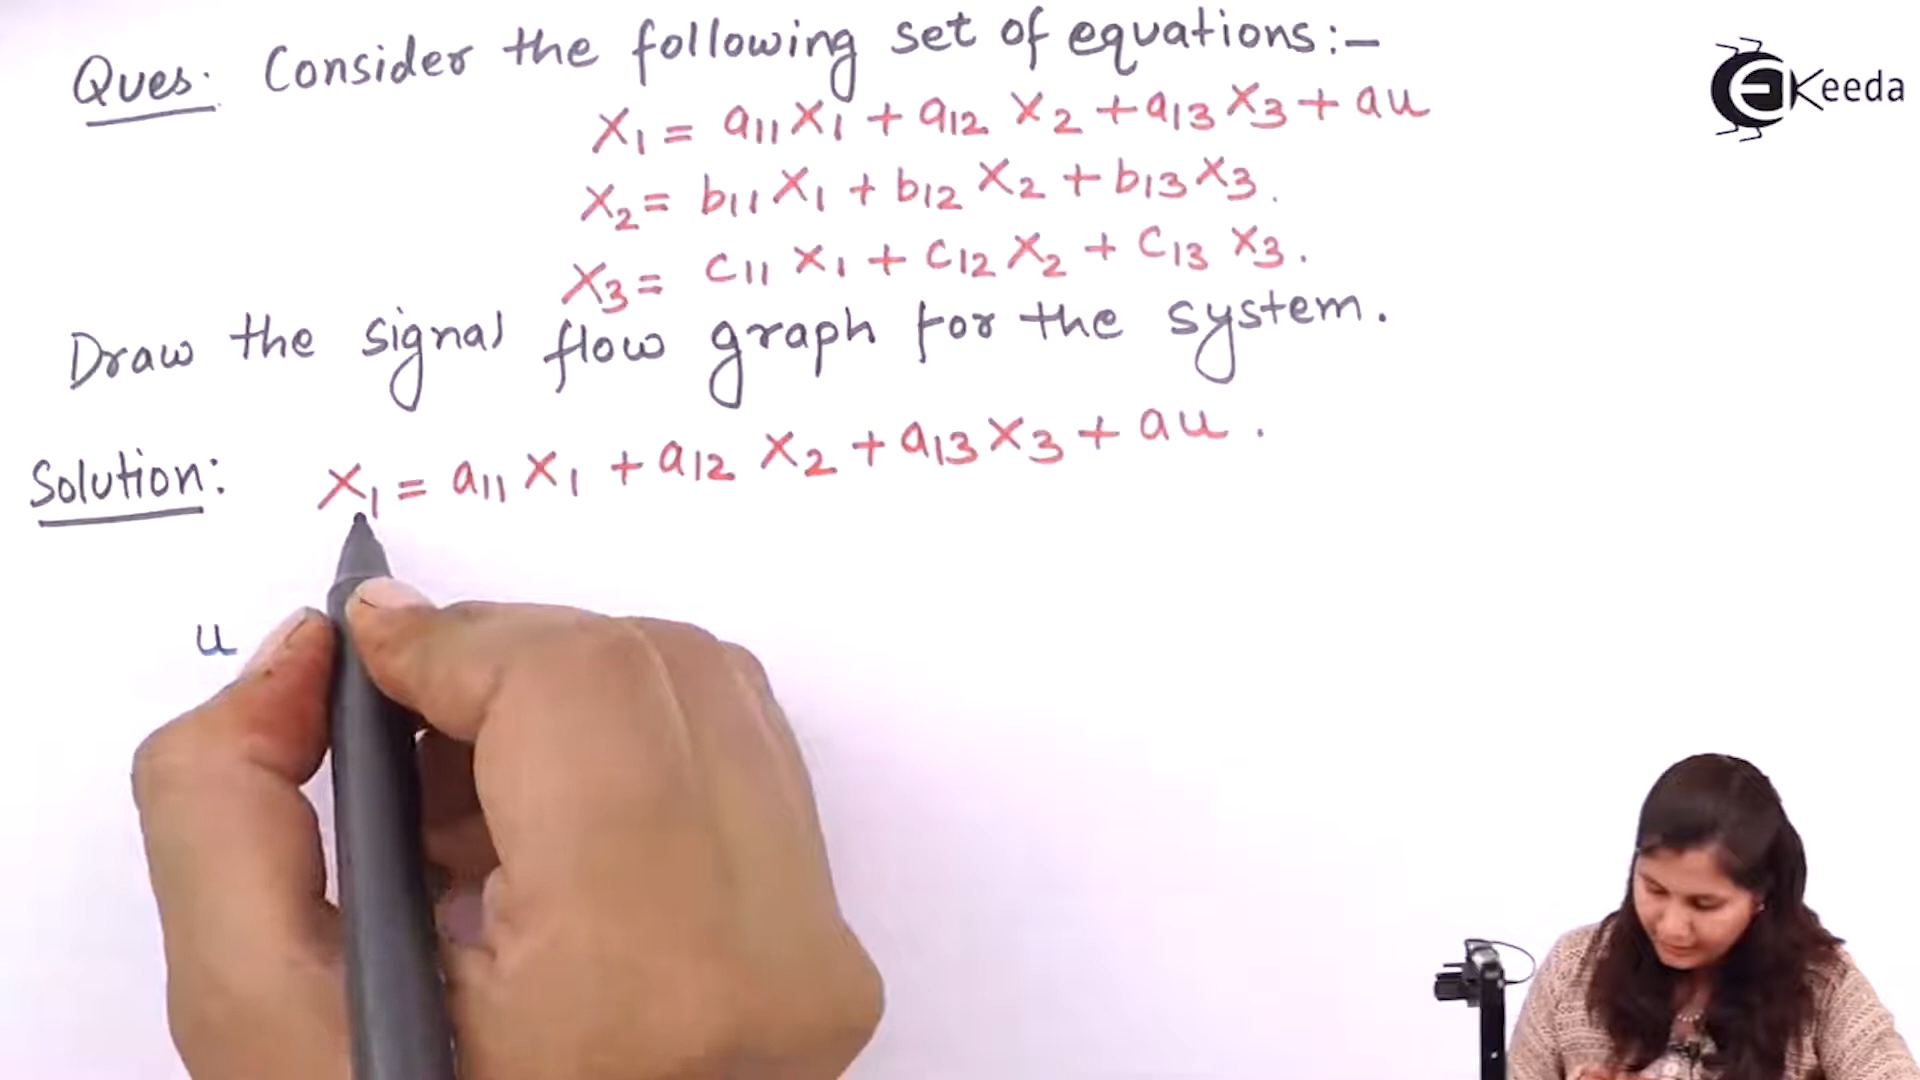 Ques. Consider the following set of equations:-
X1 = a11 X1 + a12 X2 + a13 X3 + au
X2 = b11 X1 + b12 X2 + b13 X3.
X3 = C11 X1 + C12 X2 + C13 X3.
Draw the signal flow graph for the system.
Solution: X1 = a11 X1 + a12 X2 + a13 X3 + au.
u
EKeeda